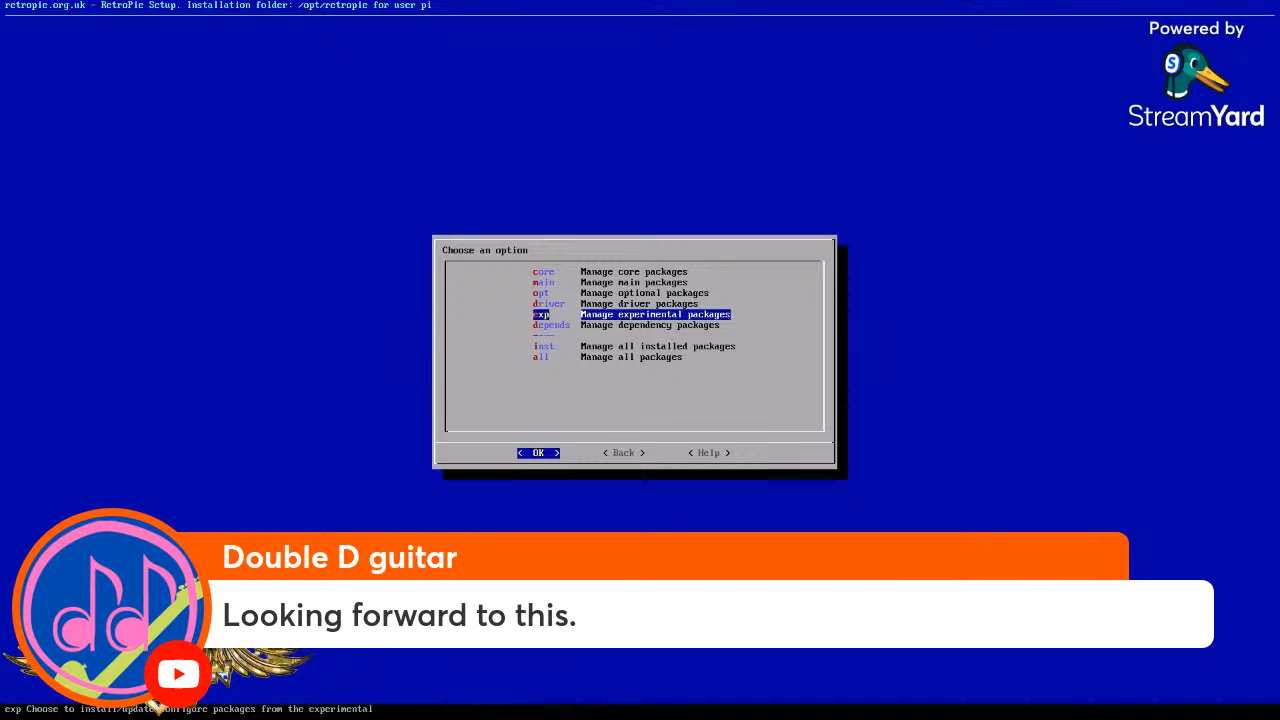 retropie.org.uk - RetroPie Setup. Installation folder: /opt/retropie for user pi
Powered by
S
StreamYard
Choose an option
core Manage core packages
main Manage main packages
opt Manage optional packages
driver Manage driver packages
exp Manage experimental packages
depends Manage dependency packages
----
inst Manage all installed packages
all Manage all packages
< OK > < Back > < Help >
Double D guitar
Looking forward to this.
exp Choose to install/update/configure packages from the experimental